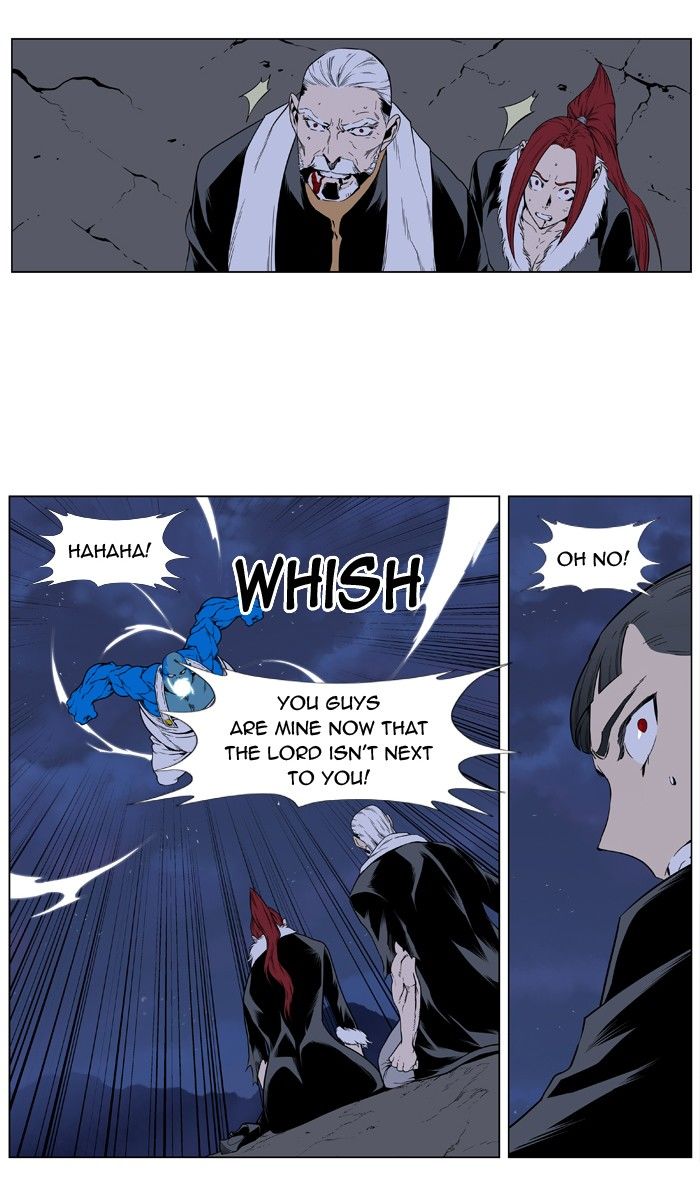 HAHAHA!
WHISH
YOU GUYS
ARE MINE NOW THAT
THE LORD ISN'T NEXT
TO YOU!
OH NO!